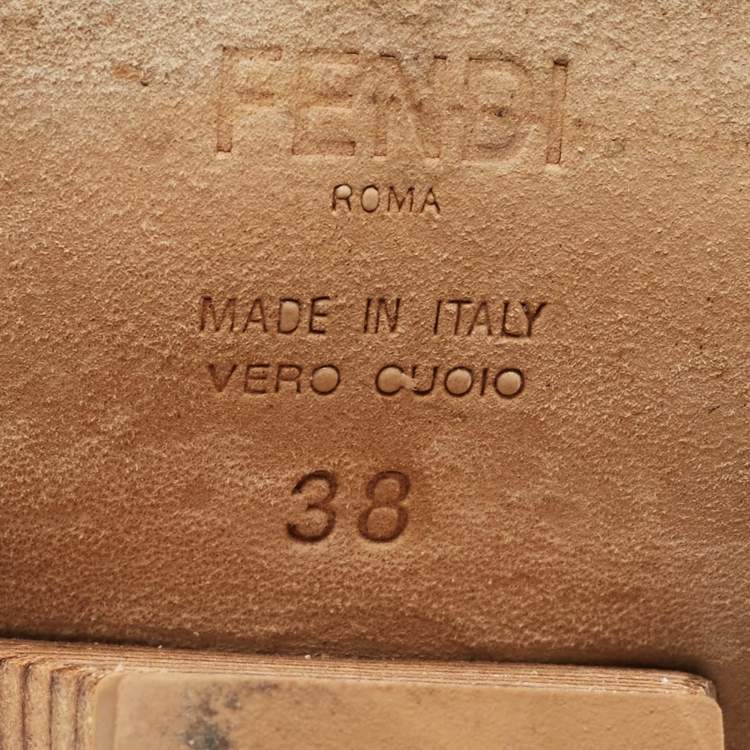 FENDI
ROMA
MADE IN ITALY
VERO CUOIO
38